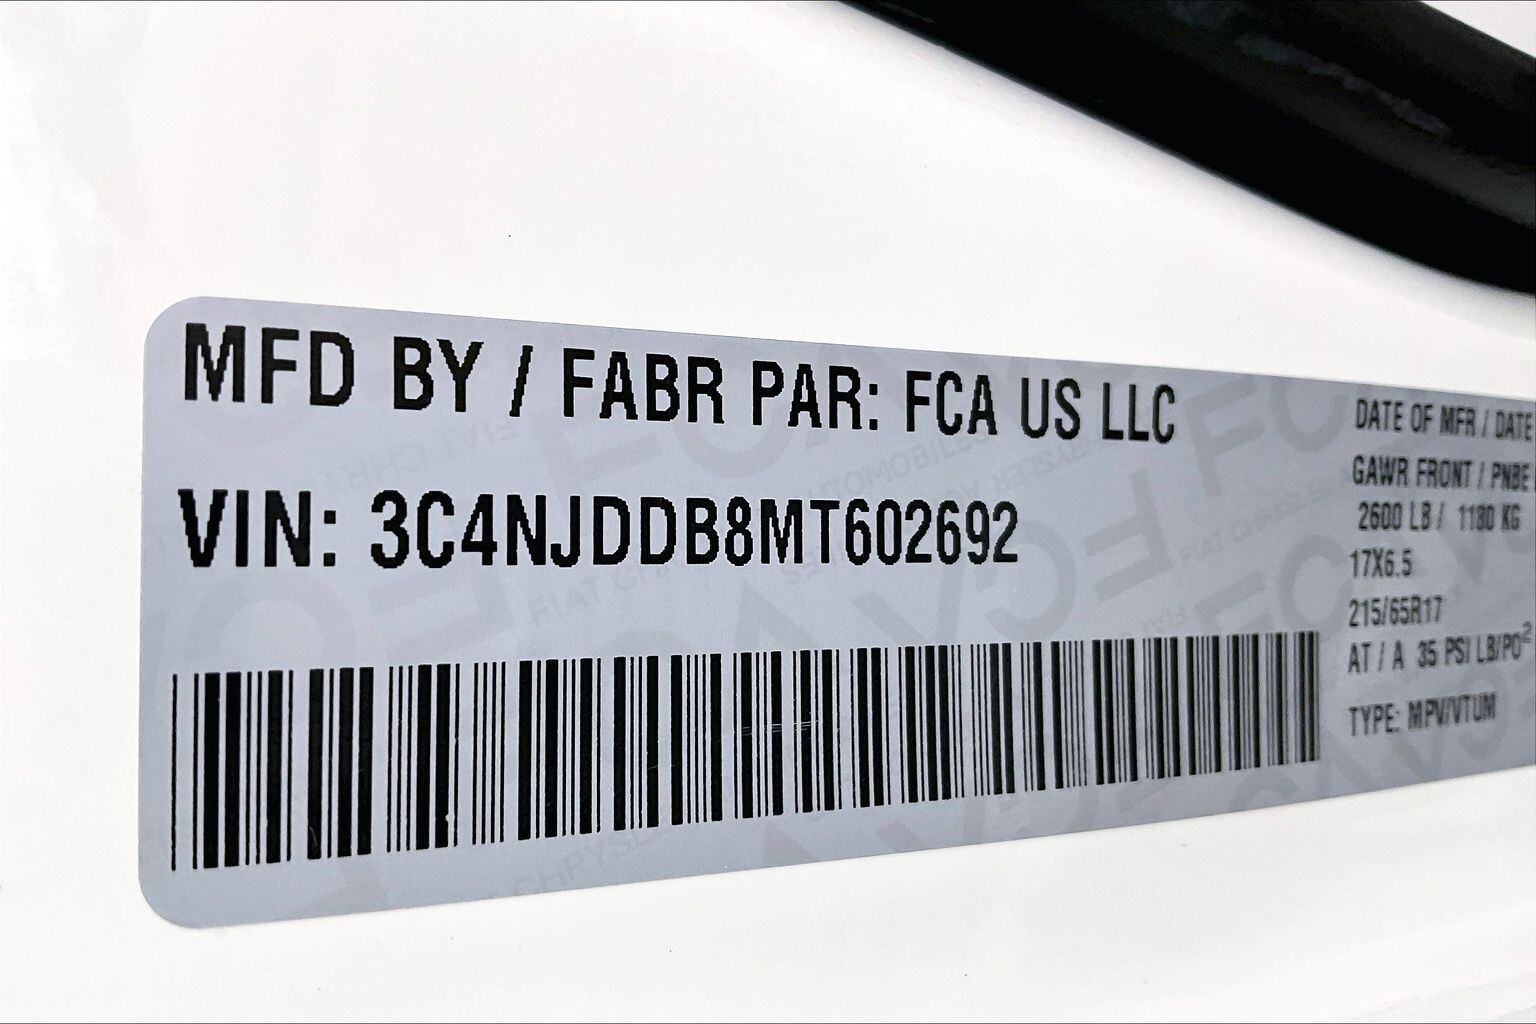 MFD BY / FABR PAR: FCA US LLC
VIN: 3C4NJDDB8MT602692
DATE OF MFR / DATE
GAWR FRONT / PNBE
2600 LB / 1180 KG
17X6.5
215/65R17
AT / A 35 PSI LB/PO²
TYPE: MPV/VTUM